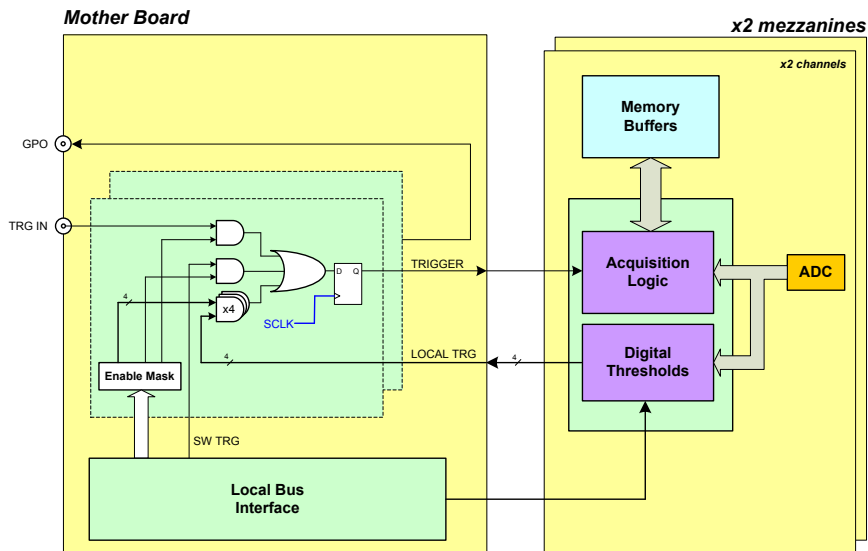 Mother Board
x2 mezzanines
x2 channels
Memory
Buffers
GPO
TRG IN
D Q
TRIGGER
Acquisition
Logic
ADC
4
x4
SCLK
LOCAL TRG
4
4
Digital
Thresholds
Enable Mask
SW TRG
Local Bus
Interface